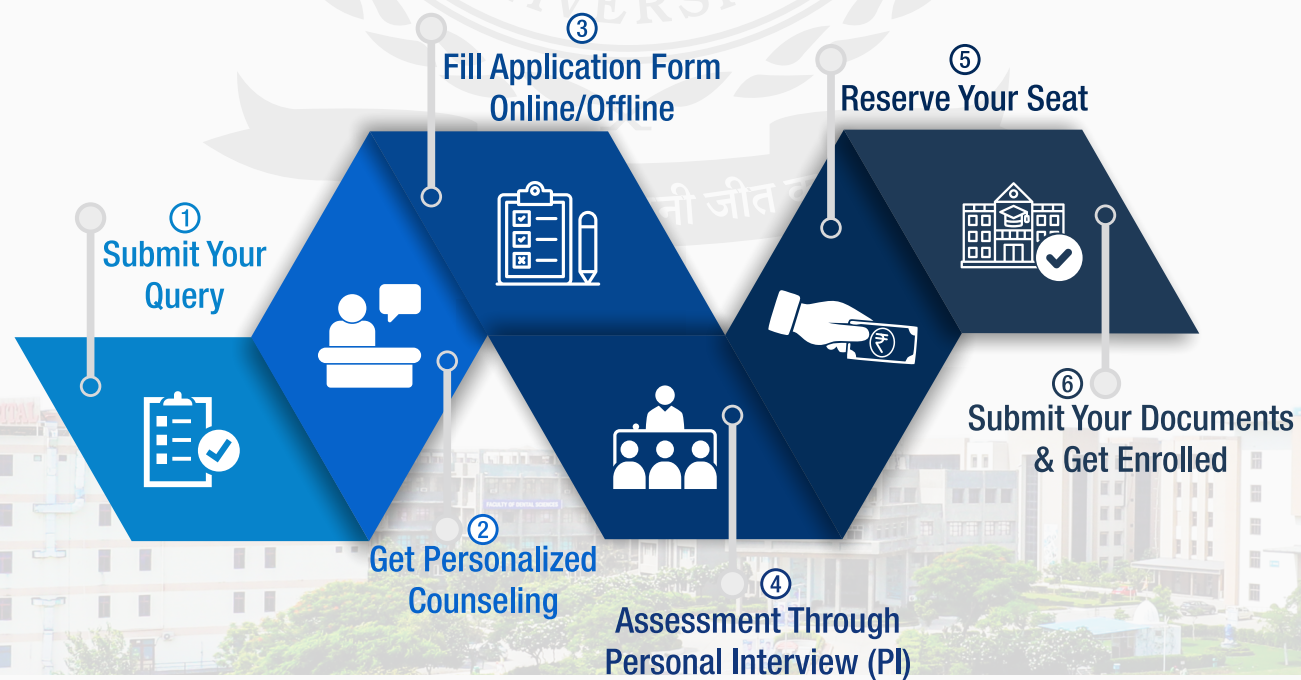 ①
Submit Your
Query
②
Get Personalized
Counseling
③
Fill Application Form
Online/Offline
④
Assessment Through
Personal Interview (PI)
⑤
Reserve Your Seat
⑥
Submit Your Documents
& Get Enrolled
₹
जीत